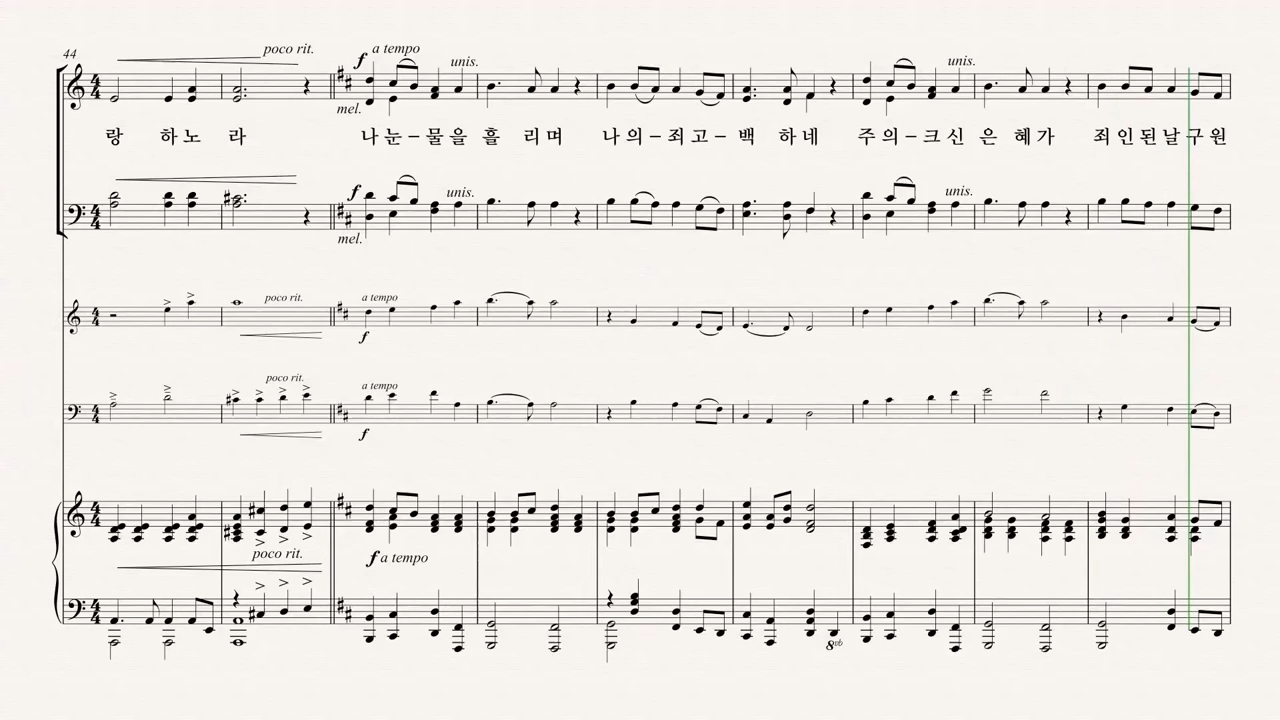 44 poco rit. f a tempo unis. unis.
mel.
랑 하노 라 나눈-물을 흘 리며 나의-죄고-백 하네 주의-크신 은 혜가 죄인된날구원
f unis. unis.
mel.
poco rit. a tempo
f
poco rit. a tempo
f
poco rit. f a tempo
8vb